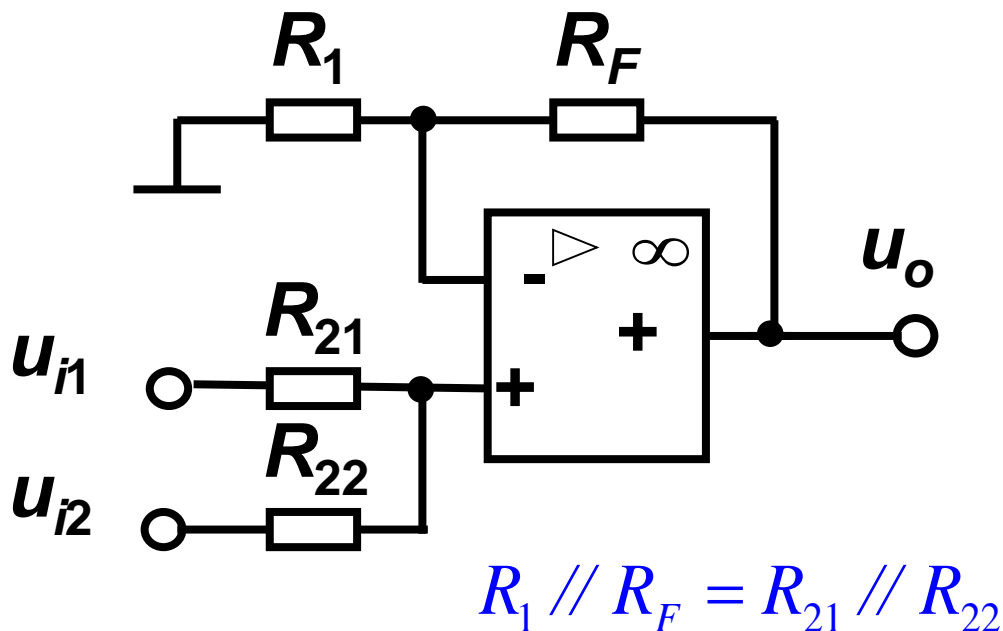 R1 RF
▷ ∞
-
uo
R21
+
ui1
+
R22
ui2
R1 // RF = R21 // R22